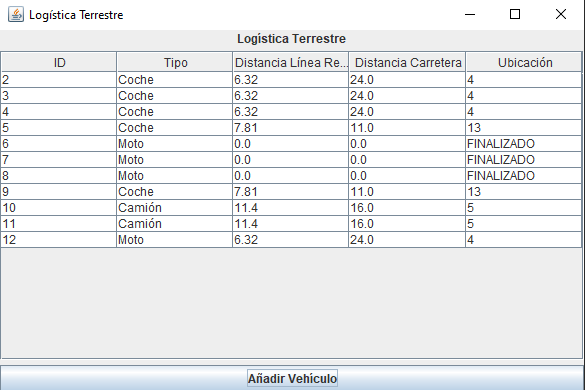 Logística Terrestre
Logística Terrestre
ID Tipo Distancia Línea Re... Distancia Carretera Ubicación
2 Coche 6.32 24.0 4
3 Coche 6.32 24.0 4
4 Coche 6.32 24.0 4
5 Coche 7.81 11.0 13
6 Moto 0.0 0.0 FINALIZADO
7 Moto 0.0 0.0 FINALIZADO
8 Moto 0.0 0.0 FINALIZADO
9 Coche 7.81 11.0 13
10 Camión 11.4 16.0 5
11 Camión 11.4 16.0 5
12 Moto 6.32 24.0 4
Añadir Vehículo